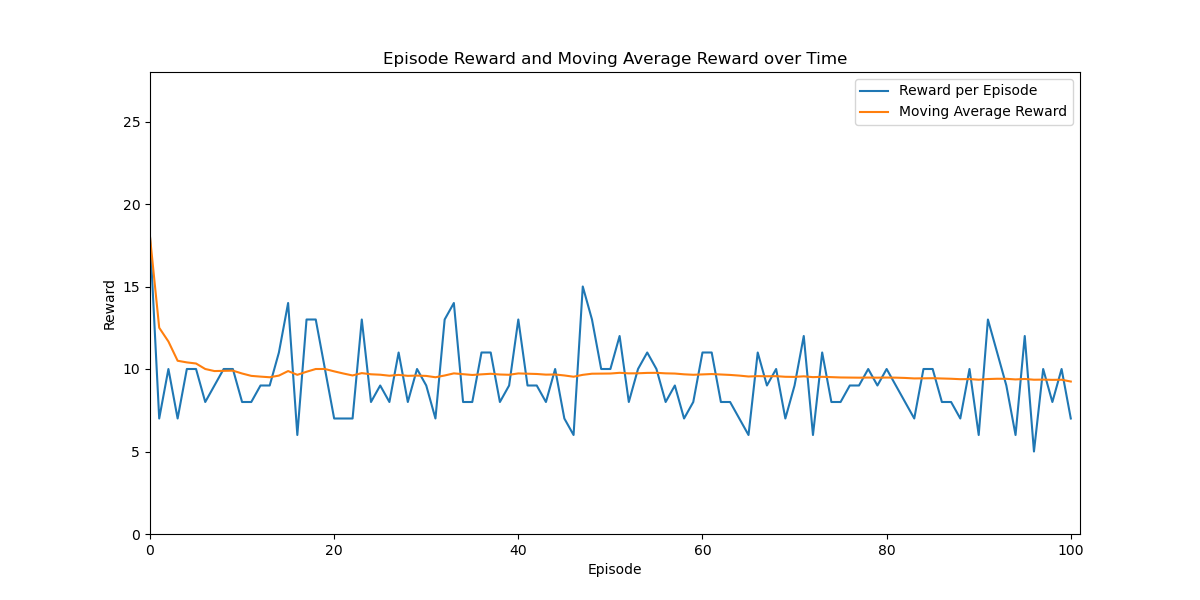 Episode Reward and Moving Average Reward over Time
Reward per Episode
Moving Average Reward
25
20
15
10
5
0
Reward
0 20 40 60 80 100
Episode